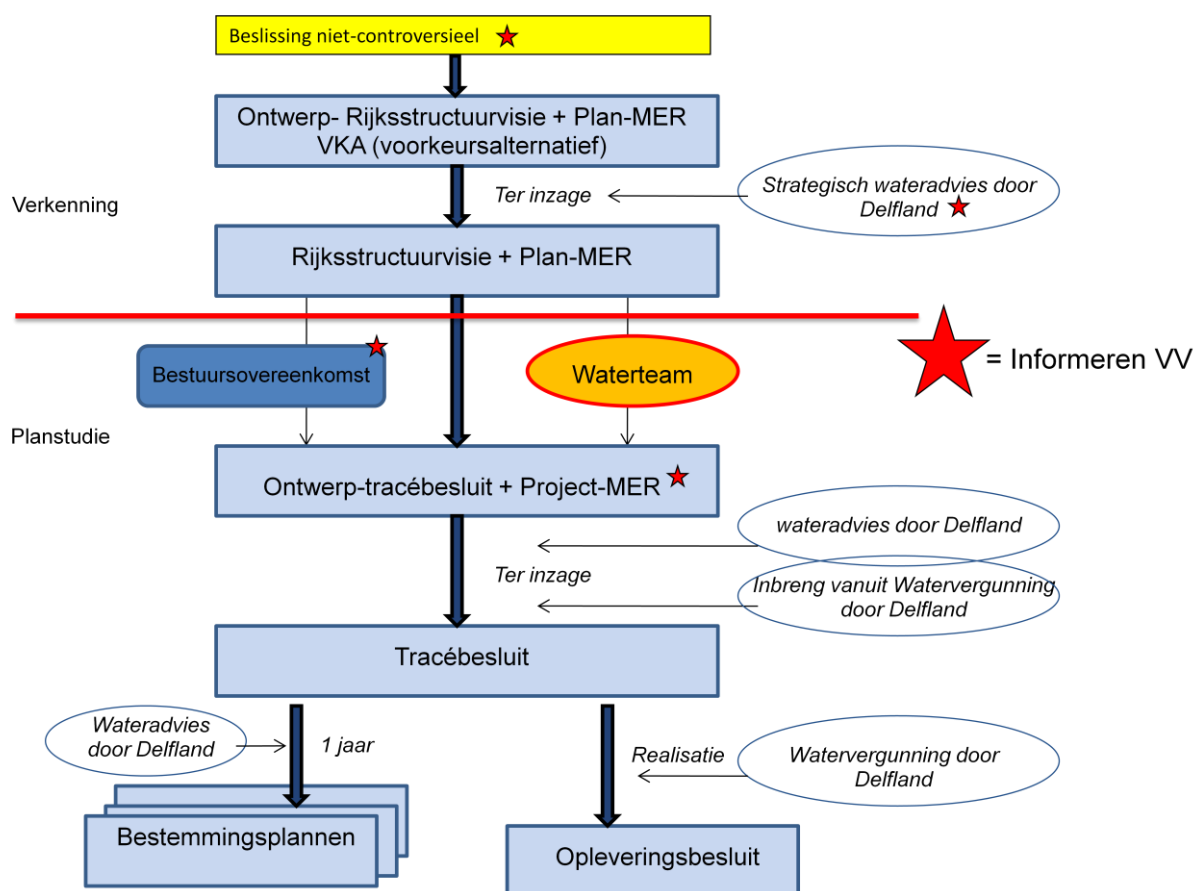 Beslissing niet-controversieel
Ontwerp- Rijksstructuurvisie + Plan-MER
VKA (voorkeursalternatief)
Ter inzage
Strategisch wateradvies door
Delfland
Verkenning
Rijksstructuurvisie + Plan-MER
= Informeren VV
Bestuursovereenkomst
Waterteam
Planstudie
Ontwerp-tracébesluit + Project-MER
wateradvies door Delfland
Ter inzage
Inbreng vanuit Watervergunning
door Delfland
Tracébesluit
Wateradvies
door Delfland
1 jaar
Realisatie
Watervergunning door
Delfland
Bestemmingsplannen
Opleveringsbesluit